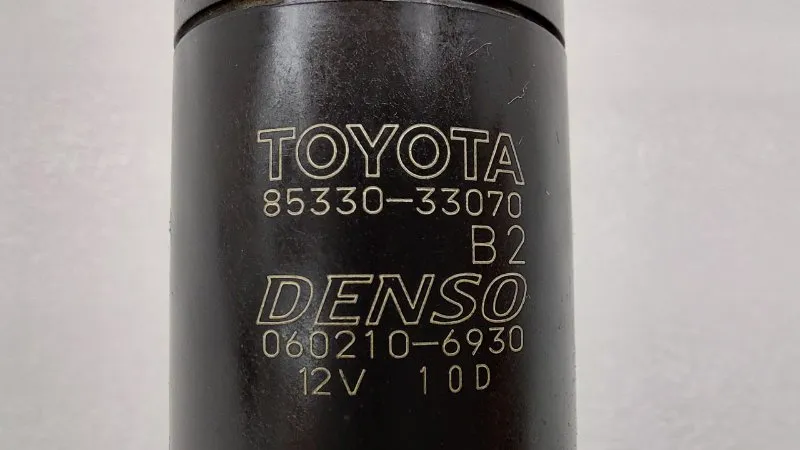 TOYOTA
85330-33070
B2
DENSO
060210-6930
12V 10D